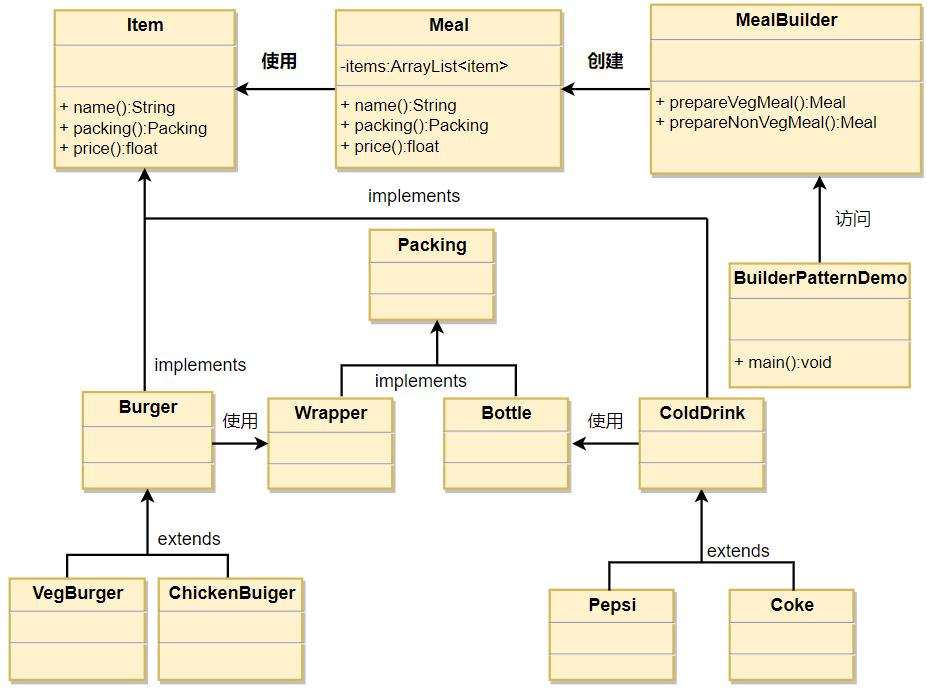 Item
+ name():String
+ packing():Packing
+ price():float
使用
Meal
-items:ArrayList<item>
+ name():String
+ packing():Packing
+ price():float
创建
MealBuilder
+ prepareVegMeal():Meal
+ prepareNonVegMeal():Meal
implements
访问
Packing
BuilderPatternDemo
+ main():void
implements
implements
Burger
使用
Wrapper
Bottle
使用
ColdDrink
extends
extends
VegBurger
ChickenBuiger
Pepsi
Coke